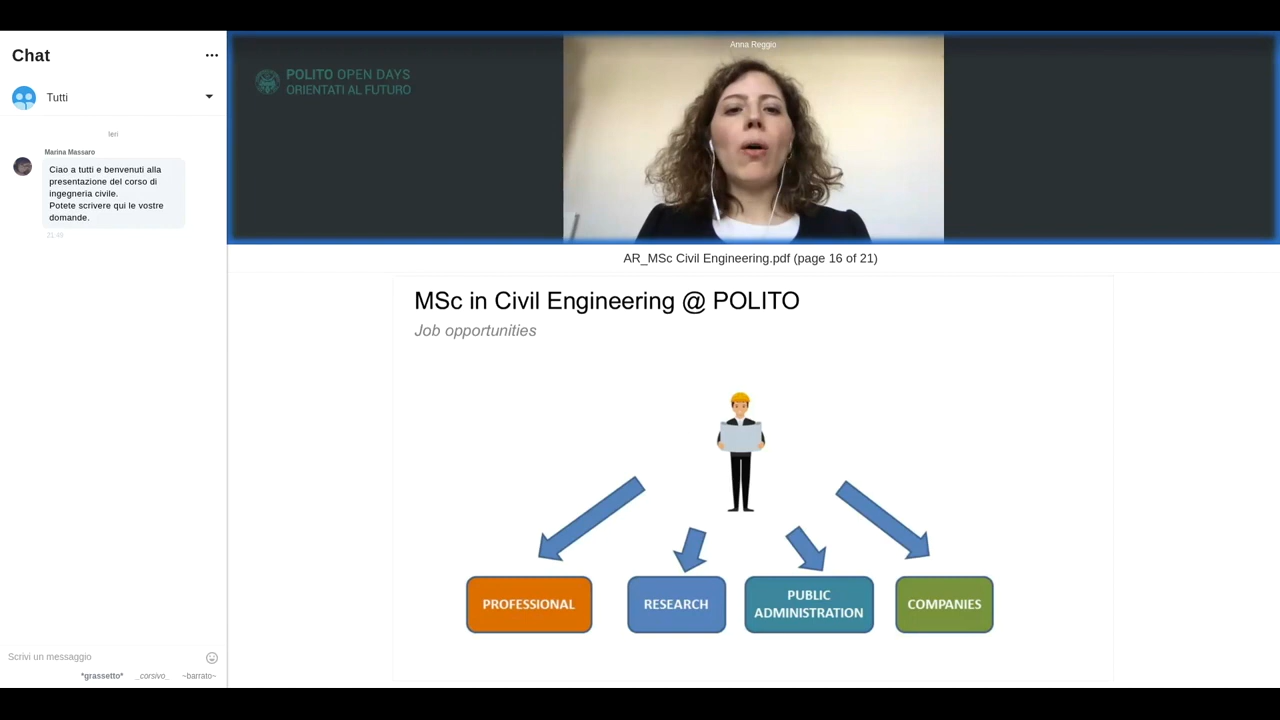 Chat
Tutti
Ieri
Marina Massaro
Ciao a tutti e benvenuti alla
presentazione del corso di
ingegneria civile.
Potete scrivere qui le vostre
domande.
21:49
Scrivi un messaggio
*grassetto* _corsivo_ ~barrato~
POLITO OPEN DAYS
ORIENTATI AL FUTURO
Anna Reggio
AR_MSc Civil Engineering.pdf (page 16 of 21)
MSc in Civil Engineering @ POLITO
Job opportunities
PROFESSIONAL
RESEARCH
PUBLIC
ADMINISTRATION
COMPANIES